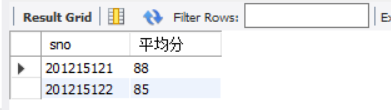 Result Grid Filter Rows: E
sno 平均分
201215121 88
201215122 85